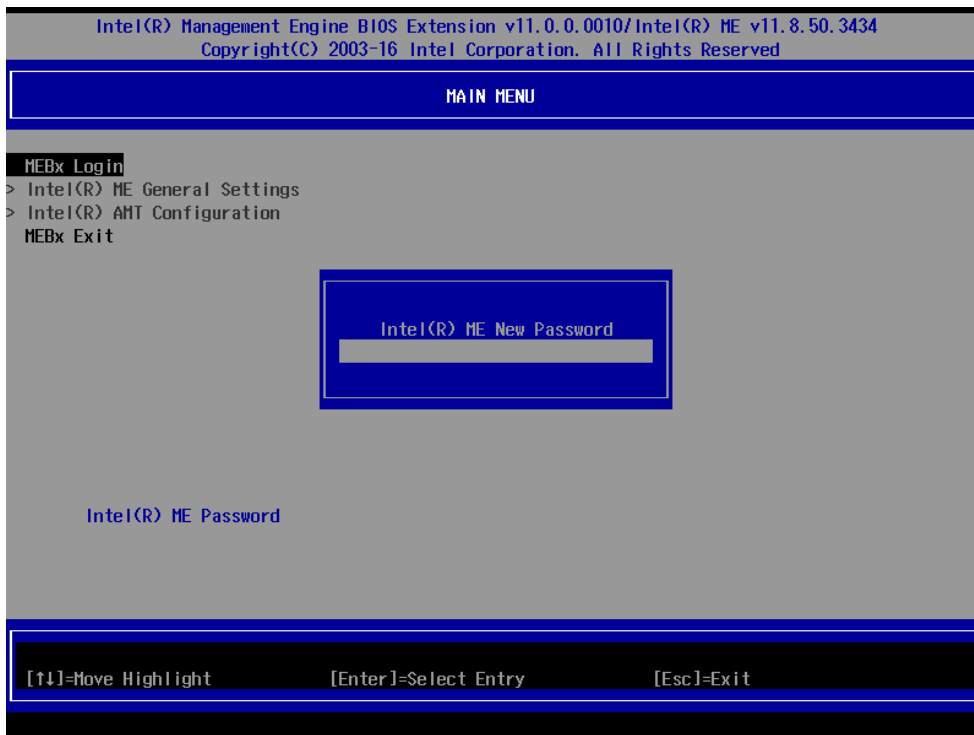 Intel(R) Management Engine BIOS Extension v11.0.0.0010/Intel(R) ME v11.8.50.3434
Copyright(C) 2003-16 Intel Corporation. All Rights Reserved
MAIN MENU
MEBx Login
> Intel(R) ME General Settings
> Intel(R) AMT Configuration
MEBx Exit
Intel(R) ME New Password
Intel(R) ME Password
[↑↓]=Move Highlight [Enter]=Select Entry [Esc]=Exit